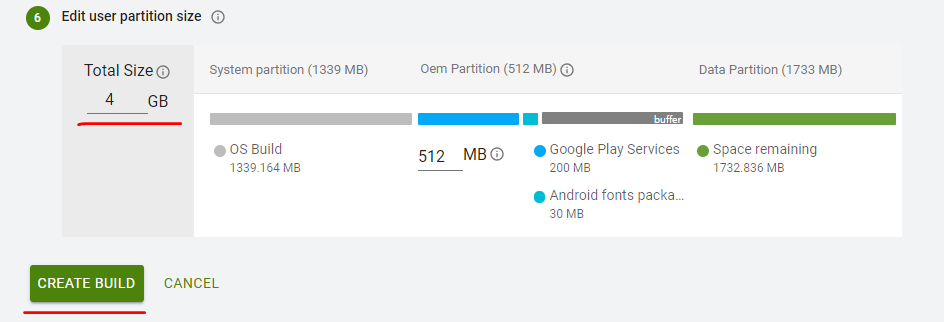 6 Edit user partition size
Total Size
4 GB
System partition (1339 MB)
Oem Partition (512 MB)
Data Partition (1733 MB)
buffer
OS Build
1339.164 MB
512 MB
Google Play Services
200 MB
Android fonts packa...
30 MB
Space remaining
1732.836 MB
CREATE BUILD
CANCEL